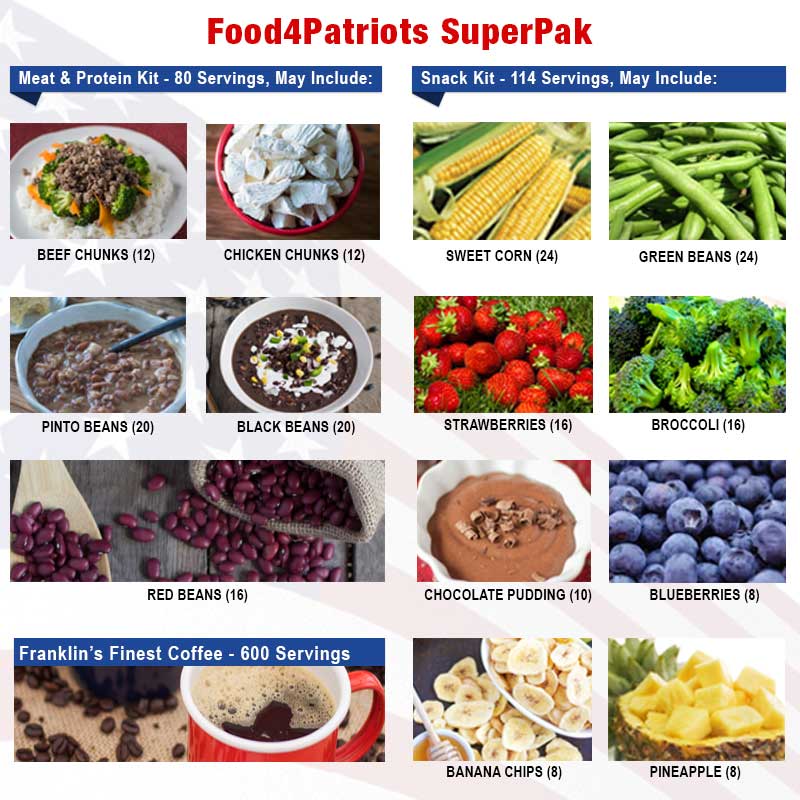 Food4Patriots SuperPak
Meat & Protein Kit - 80 Servings, May Include:
Snack Kit - 114 Servings, May Include:
BEEF CHUNKS (12)
CHICKEN CHUNKS (12)
SWEET CORN (24)
GREEN BEANS (24)
PINTO BEANS (20)
BLACK BEANS (20)
STRAWBERRIES (16)
BROCCOLI (16)
RED BEANS (16)
CHOCOLATE PUDDING (10)
BLUEBERRIES (8)
Franklin's Finest Coffee - 600 Servings
BANANA CHIPS (8)
PINEAPPLE (8)